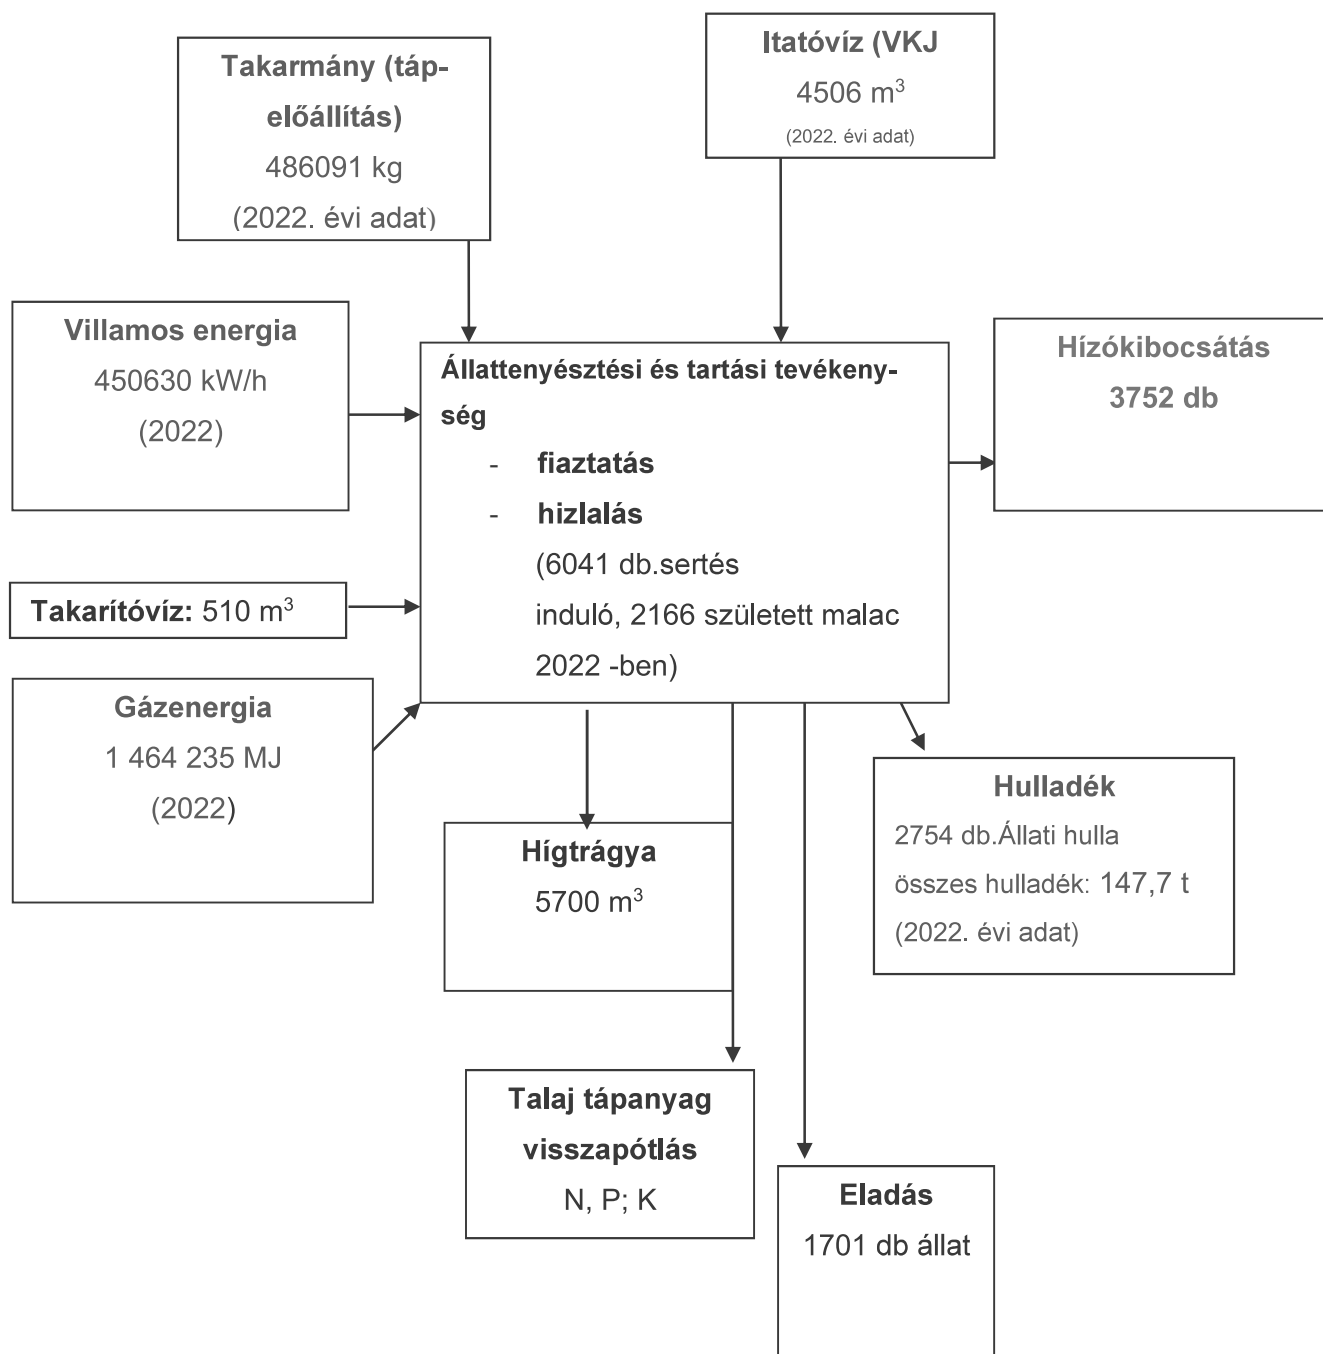 Takarmány (táp-
előállítás)
486091 kg
(2022. évi adat)
Itatóvíz (VKJ
4506 m³
(2022. évi adat)
Villamos energia
450630 kW/h
(2022)
Állattenyésztési és tartási tevékeny-
ség
- fiaztatás
- hizlalás
(6041 db.sertés
induló, 2166 született malac
2022 -ben)
Hízókibocsátás
3752 db
Takarítóvíz: 510 m³
Gázenergia
1 464 235 MJ
(2022)
Hígtrágya
5700 m³
Hulladék
2754 db.Állati hulla
összes hulladék: 147,7 t
(2022. évi adat)
Talaj tápanyag
visszapótlás
N, P; K
Eladás
1701 db állat